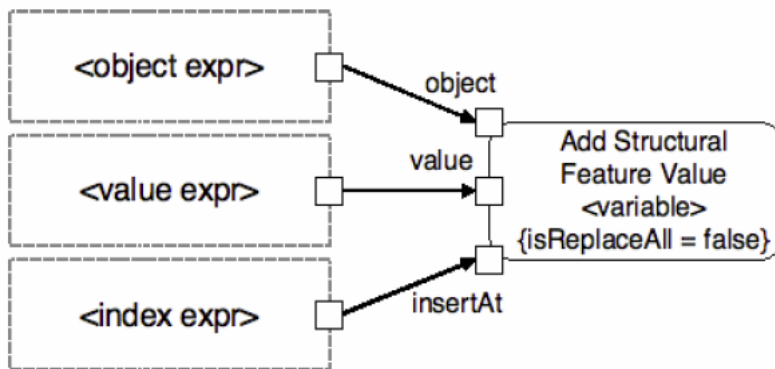 <object expr>
object
<value expr>
value
Add Structural
Feature Value
<variable>
{isReplaceAll = false}
<index expr>
insertAt